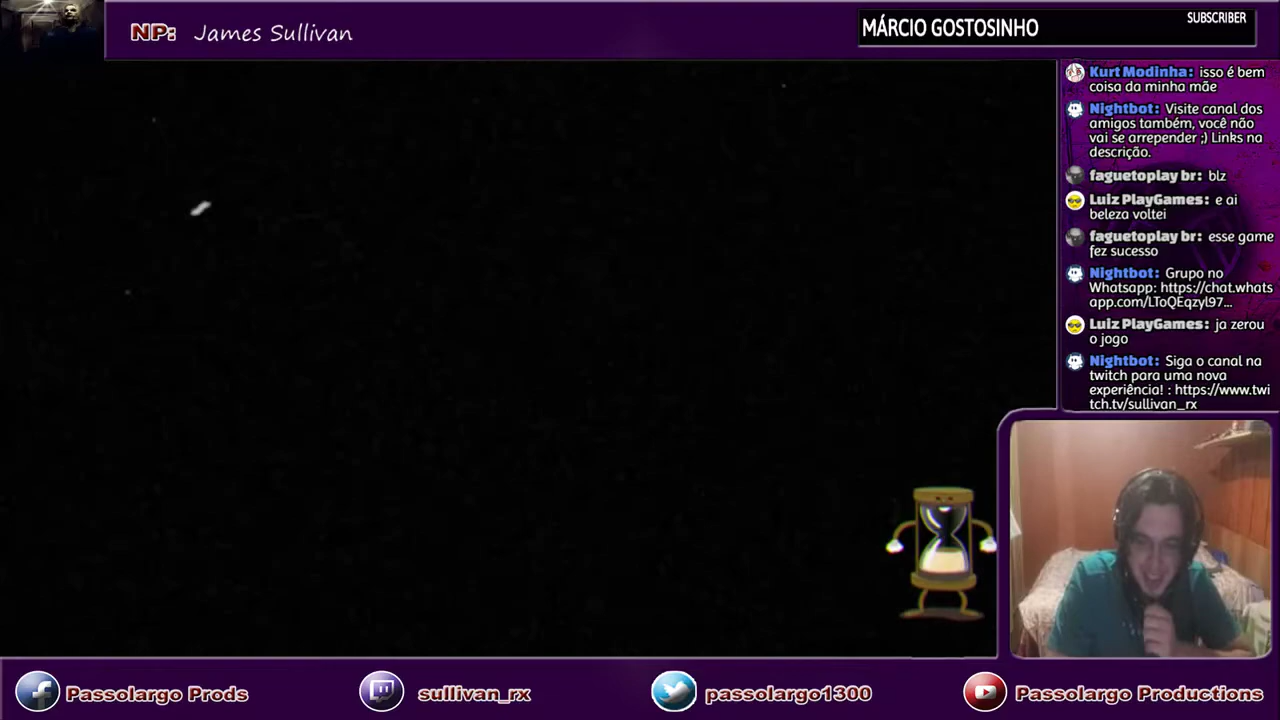 NP: James Sullivan
MÁRCIO GOSTOSINHO
SUBSCRIBER
Kurt Modinha: isso é bem
coisa da minha mãe
Nightbot: Visite canal dos
amigos também, você não
vai se arrepender ;) Links na
descrição.
faguetoplay br: blz
Luiz PlayGames: e ai
beleza voltei
faguetoplay br: esse game
fez sucesso
Nightbot: Grupo no
Whatsapp: https://chat.whats
app.com/LToQEqzyl97...
Luiz PlayGames: ja zerou
o jogo
Nightbot: Siga o canal na
twitch para uma nova
experiência! : https://www.twi
tch.tv/sullivan_rx
Passolargo Prods
sullivan_rx
passolargo1300
Passolargo Productions